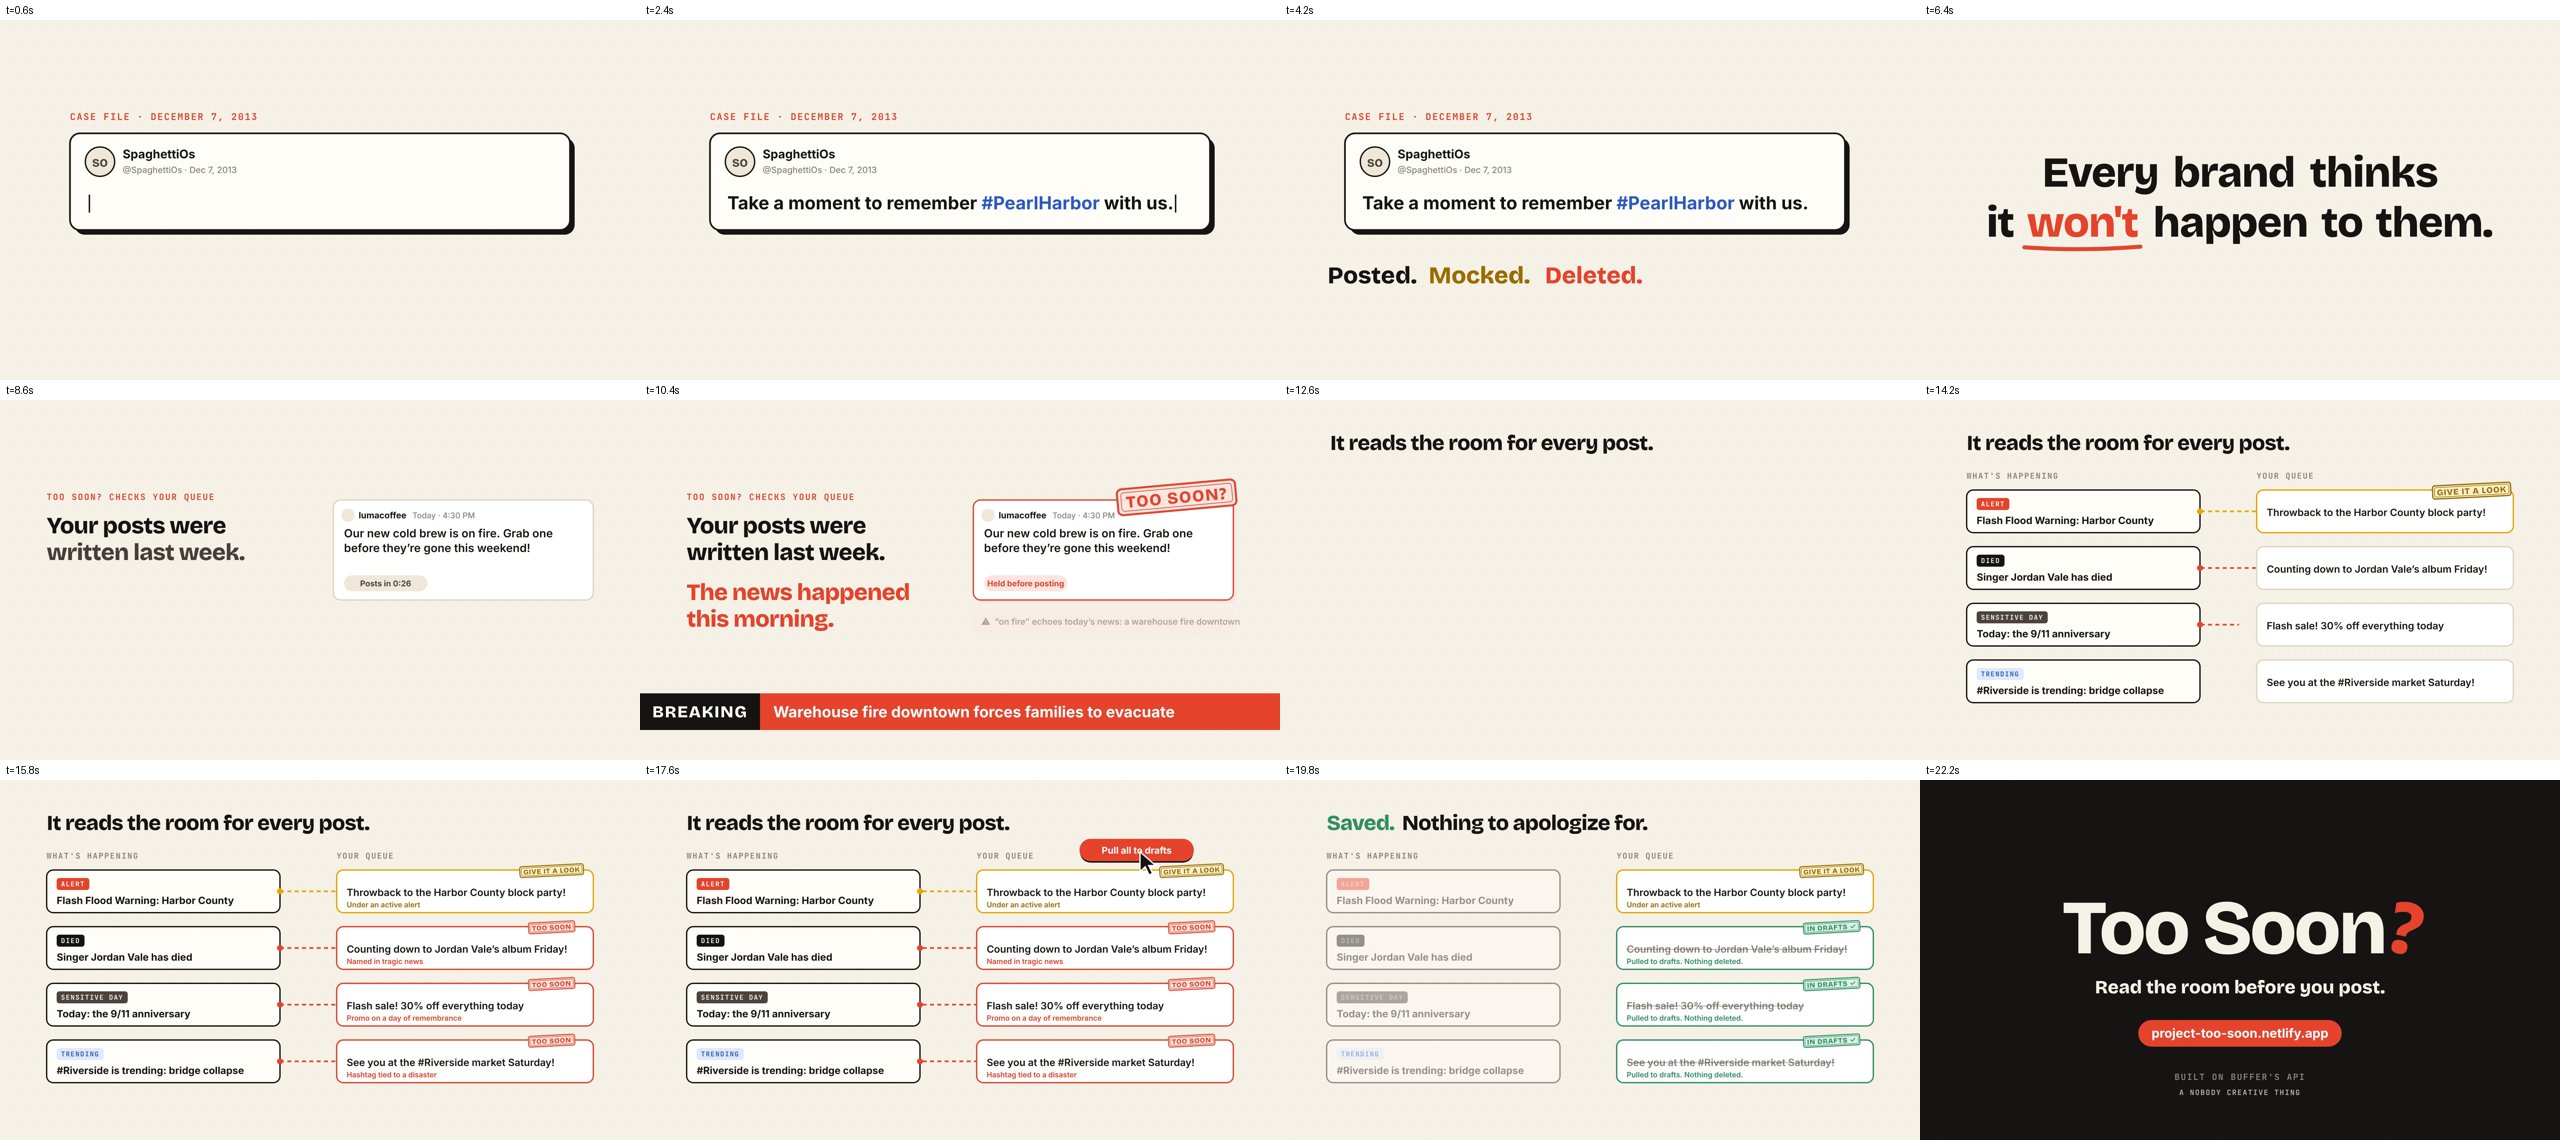 t=0.6s
CASE FILE · DECEMBER 7, 2013
SO
SpaghettiOs
@SpaghettiOs · Dec 7, 2013
t=2.4s
CASE FILE · DECEMBER 7, 2013
SO
SpaghettiOs
@SpaghettiOs · Dec 7, 2013
Take a moment to remember #PearlHarbor with us.
t=4.2s
CASE FILE · DECEMBER 7, 2013
SO
SpaghettiOs
@SpaghettiOs · Dec 7, 2013
Take a moment to remember #PearlHarbor with us.
Posted. Mocked. Deleted.
t=6.4s
Every brand thinks
it won't happen to them.
t=8.6s
TOO SOON? CHECKS YOUR QUEUE
Your posts were
written last week.
lumacoffee Today · 4:30 PM
Our new cold brew is on fire. Grab one
before they’re gone this weekend!
Posts in 0:26
t=10.4s
TOO SOON? CHECKS YOUR QUEUE
Your posts were
written last week.
The news happened
this morning.
TOO SOON?
lumacoffee Today · 4:30 PM
Our new cold brew is on fire. Grab one
before they’re gone this weekend!
Held before posting
▲ “on fire” echoes today’s news: a warehouse fire downtown
BREAKING Warehouse fire downtown forces families to evacuate
t=12.6s
It reads the room for every post.
t=14.2s
It reads the room for every post.
WHAT'S HAPPENING
YOUR QUEUE
ALERT
Flash Flood Warning: Harbor County
GIVE IT A LOOK
Throwback to the Harbor County block party!
DIED
Singer Jordan Vale has died
Counting down to Jordan Vale’s album Friday!
SENSITIVE DAY
Today: the 9/11 anniversary
Flash sale! 30% off everything today
TRENDING
#Riverside is trending: bridge collapse
See you at the #Riverside market Saturday!
t=15.8s
It reads the room for every post.
WHAT'S HAPPENING
YOUR QUEUE
ALERT
Flash Flood Warning: Harbor County
GIVE IT A LOOK
Throwback to the Harbor County block party!
Under an active alert
DIED
Singer Jordan Vale has died
TOO SOON
Counting down to Jordan Vale’s album Friday!
Named in tragic news
SENSITIVE DAY
Today: the 9/11 anniversary
TOO SOON
Flash sale! 30% off everything today
Promo on a day of remembrance
TRENDING
#Riverside is trending: bridge collapse
TOO SOON
See you at the #Riverside market Saturday!
Hashtag tied to a disaster
t=17.6s
It reads the room for every post.
WHAT'S HAPPENING
YOUR QUEUE
Pull all to drafts
ALERT
Flash Flood Warning: Harbor County
GIVE IT A LOOK
Throwback to the Harbor County block party!
Under an active alert
DIED
Singer Jordan Vale has died
TOO SOON
Counting down to Jordan Vale’s album Friday!
Named in tragic news
SENSITIVE DAY
Today: the 9/11 anniversary
TOO SOON
Flash sale! 30% off everything today
Promo on a day of remembrance
TRENDING
#Riverside is trending: bridge collapse
TOO SOON
See you at the #Riverside market Saturday!
Hashtag tied to a disaster
t=19.8s
Saved. Nothing to apologize for.
WHAT'S HAPPENING
YOUR QUEUE
ALERT
Flash Flood Warning: Harbor County
GIVE IT A LOOK
Throwback to the Harbor County block party!
Under an active alert
DIED
Singer Jordan Vale has died
IN DRAFTS ✓
Counting down to Jordan Vale’s album Friday!
Pulled to drafts. Nothing deleted.
SENSITIVE DAY
Today: the 9/11 anniversary
IN DRAFTS ✓
Flash sale! 30% off everything today
Pulled to drafts. Nothing deleted.
TRENDING
#Riverside is trending: bridge collapse
IN DRAFTS ✓
See you at the #Riverside market Saturday!
Pulled to drafts. Nothing deleted.
t=22.2s
Too Soon?
Read the room before you post.
project-too-soon.netlify.app
BUILT ON BUFFER'S API
A NOBODY CREATIVE THING